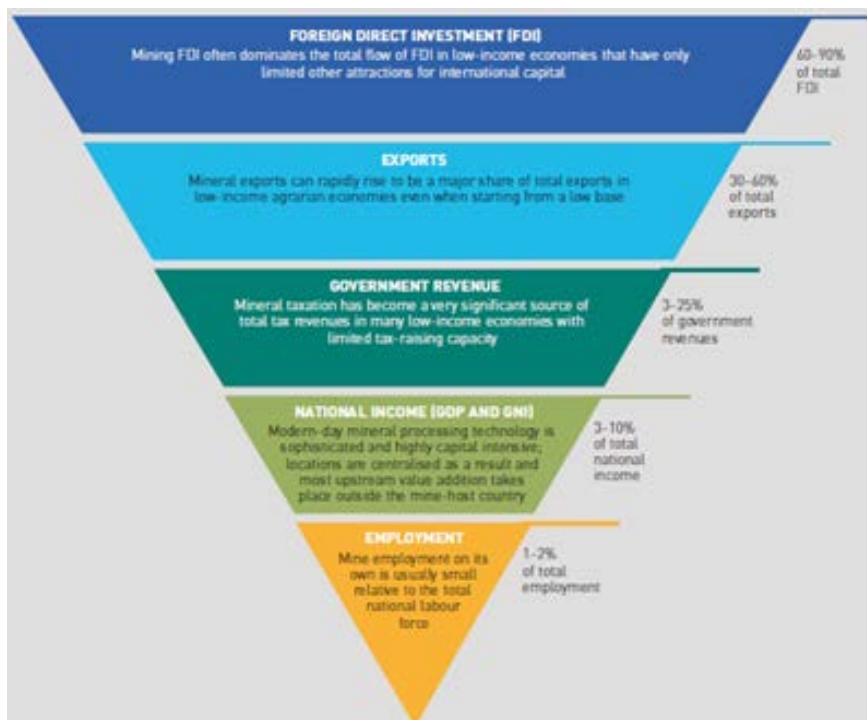 FOREIGN DIRECT INVESTMENT (FDI)
Mining FDI often dominates the total flow of FDI in low-income economies that have only
limited other attractions for international capital
60–90%
of total
FDI
EXPORTS
Mineral exports can rapidly rise to be a major share of total exports in
low-income agrarian economies even when starting from a low base
30–60%
of total
exports
GOVERNMENT REVENUE
Mineral taxation has become a very significant source of
total tax revenues in many low-income economies with
limited tax-raising capacity
3–25%
of government
revenues
NATIONAL INCOME (GDP AND GNI)
Modern-day mineral processing technology is
sophisticated and highly capital intensive;
locations are centralised as a result and
most upstream value addition takes
place outside the mine-host country
3–10%
of total
national
income
EMPLOYMENT
Mine employment on its
own is usually small
relative to the total
national labour
force
1–2%
of total
employment